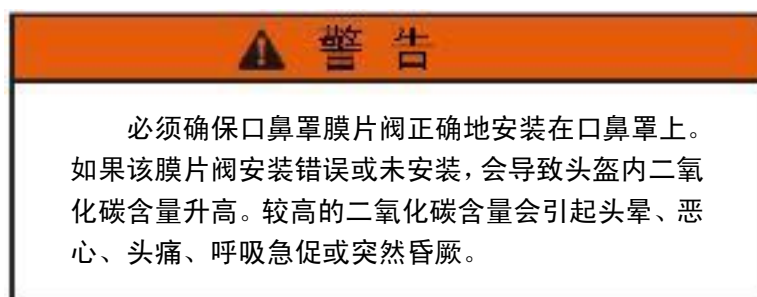 警告
必须确保口鼻罩膜片阀正确地安装在口鼻罩上。
如果该膜片阀安装错误或未安装，会导致头盔内二氧
化碳含量升高。较高的二氧化碳含量会引起头晕、恶
心、头痛、呼吸急促或突然昏厥。